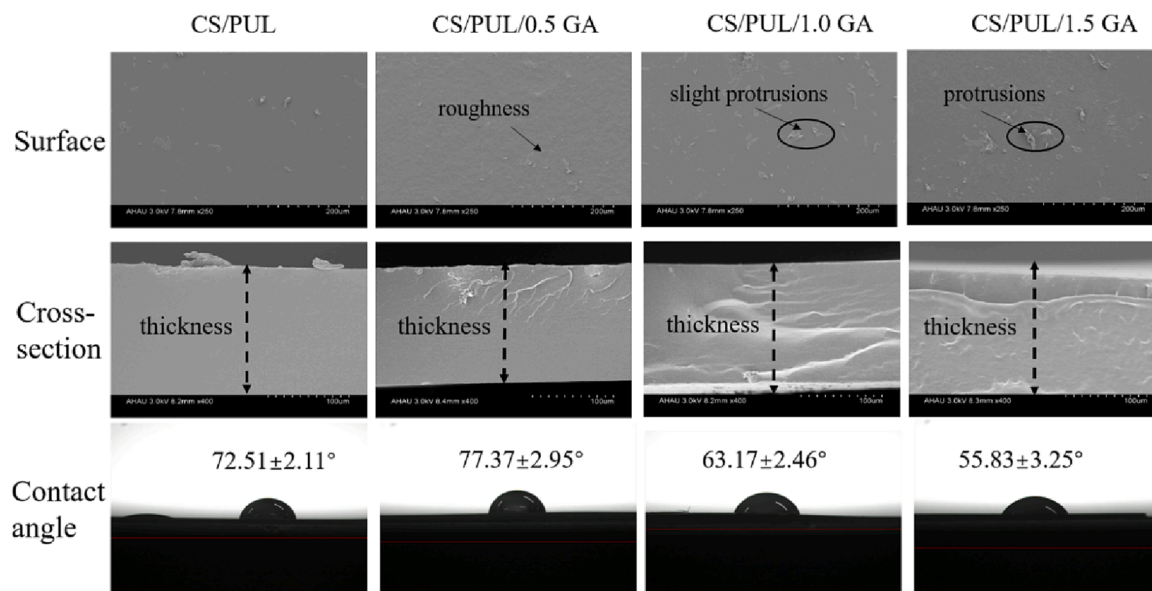 CS/PUL CS/PUL/0.5 GA CS/PUL/1.0 GA CS/PUL/1.5 GA
Surface
roughness
slight protrusions
protrusions
AHAU 3.0kV 7.8mm x250 200um
AHAU 3.0kV 7.8mm x250 200um
AHAU 3.0kV 7.8mm x250 200um
AHAU 3.0kV 7.8mm x250 200um
Cross-
section
thickness
thickness
thickness
thickness
AHAU 3.0kV 8.2mm x400 100um
AHAU 3.0kV 8.4mm x400 100um
AHAU 3.0kV 8.2mm x400 100um
AHAU 3.0kV 8.3mm x400 100um
Contact
angle
72.51±2.11°
77.37±2.95°
63.17±2.46°
55.83±3.25°